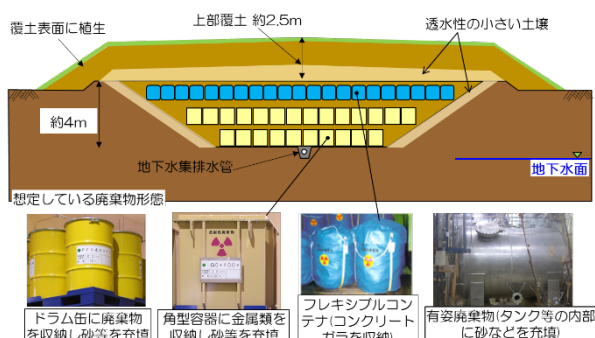 覆土表面に植生
上部覆土 約2.5m
透水性の小さい土壌
約4m
地下水集排水管
地下水面
想定している廃棄物形態
ドラム缶に廃棄物
を収納し砂等を充填
角型容器に金属類を
収納し砂等を充填
フレキシブルコン
テナ(コンクリート
ガラを収納)
有姿廃棄物(タンク等の内部
に砂などを充填)